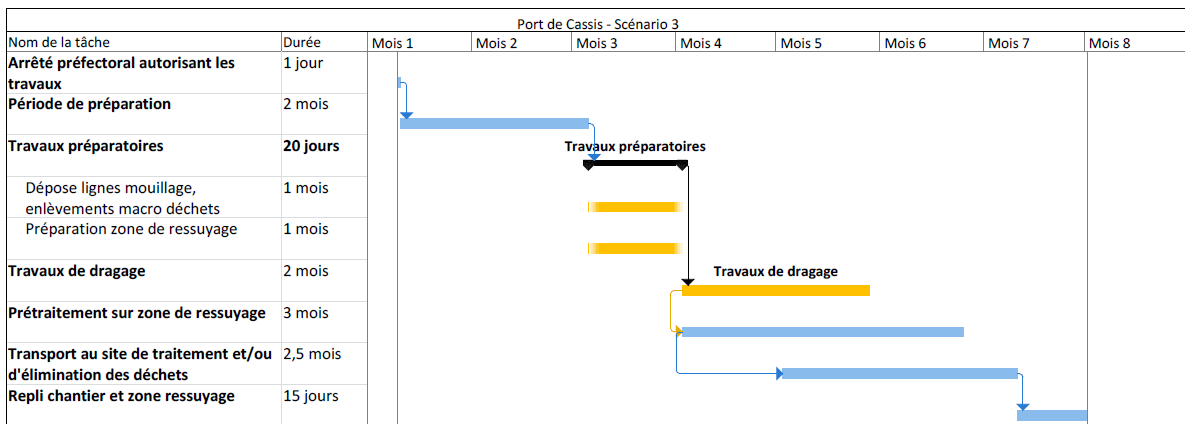 Port de Cassis - Scénario 3
Nom de la tâche Durée Mois 1 Mois 2 Mois 3 Mois 4 Mois 5 Mois 6 Mois 7 Mois 8
Arrêté préfectoral autorisant les 1 jour
travaux
Période de préparation 2 mois
Travaux préparatoires 20 jours Travaux préparatoires
Dépose lignes mouillage, 1 mois
enlèvements macro déchets
Préparation zone de ressuyage 1 mois
Travaux de dragage 2 mois Travaux de dragage
Prétraitement sur zone de ressuyage 3 mois
Transport au site de traitement et/ou 2,5 mois
d'élimination des déchets
Repli chantier et zone ressuyage 15 jours